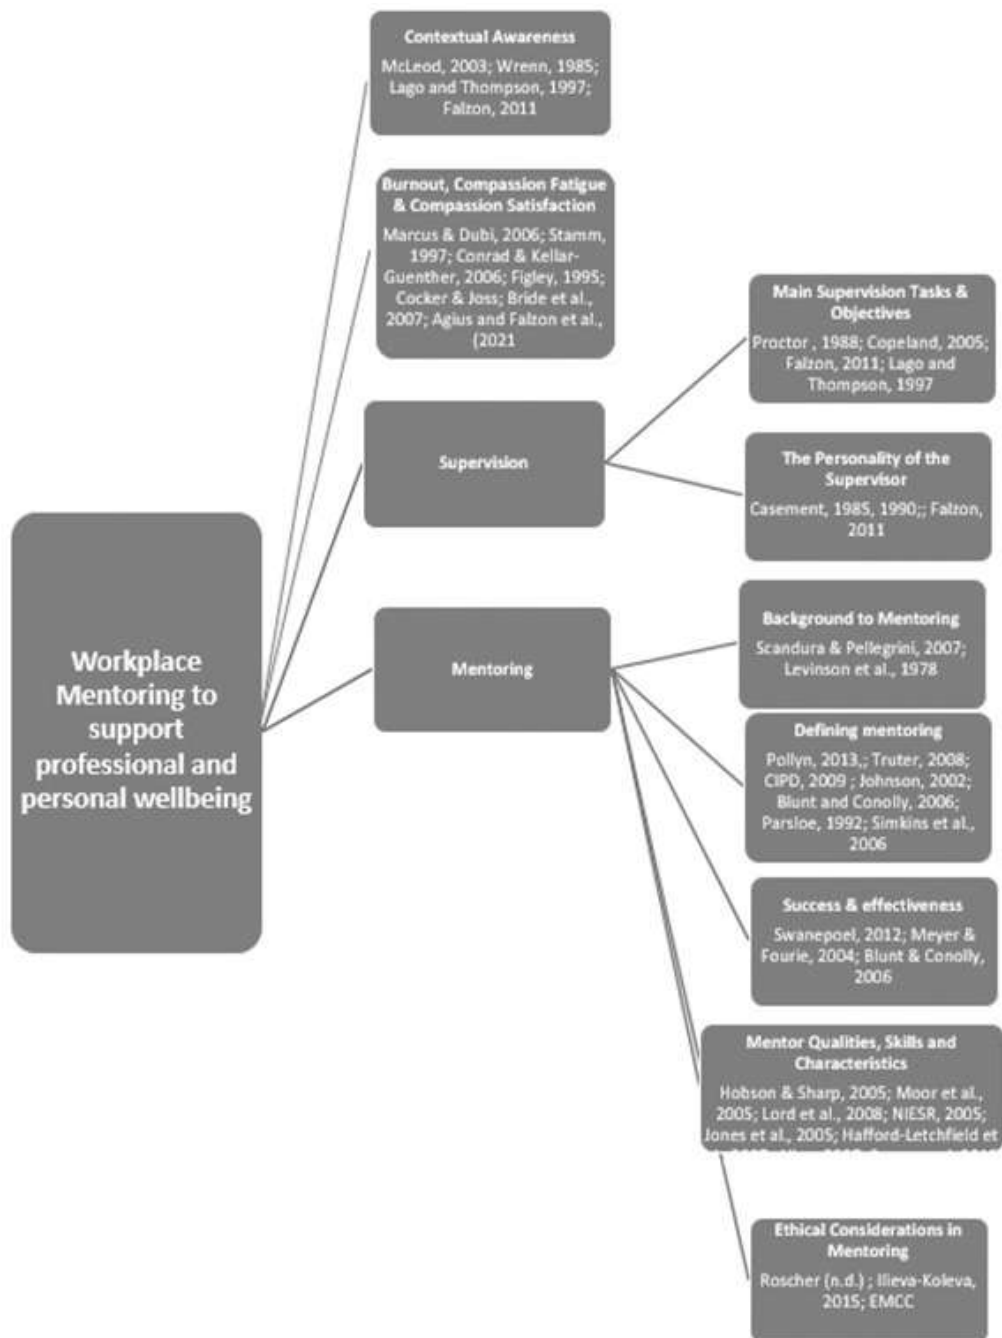 Contextual Awareness
McLeod, 2003; Wrenn, 1985;
Lago and Thompson, 1997;
Falzon, 2011
Burnout, Compassion Fatigue
& Compassion Satisfaction
Marcus & Dubi, 2006; Stamm,
1997; Conrad & Kellar-
Guenther, 2006; Figley, 1995;
Cocker & Joss; Bride et al.,
2007; Agius and Falzon et al.,
(2021
Supervision
Main Supervision Tasks &
Objectives
Proctor , 1988; Copeland, 2005;
Falzon, 2011; Lago and
Thompson, 1997
The Personality of the
Supervisor
Casement, 1985, 1990;; Falzon,
2011
Workplace
Mentoring to
support
professional and
personal wellbeing
Mentoring
Background to Mentoring
Scandura & Pellegrini, 2007;
Levinson et al., 1978
Defining mentoring
Pollyn, 2013,; Truter, 2008;
CIPD, 2009 ; Johnson, 2002;
Blunt and Conolly, 2006;
Parsloe, 1992; Simkins et al.,
2006
Success & effectiveness
Swanepoel, 2012; Meyer &
Fourie, 2004; Blunt & Conolly,
2006
Mentor Qualities, Skills and
Characteristics
Hobson & Sharp, 2005; Moor et al.,
2005; Lord et al., 2008; NIESR, 2005;
Jones et al., 2005; Hafford-Letchfield et
Ethical Considerations in
Mentoring
Roscher (n.d.) ; Ilieva-Koleva,
2015; EMCC